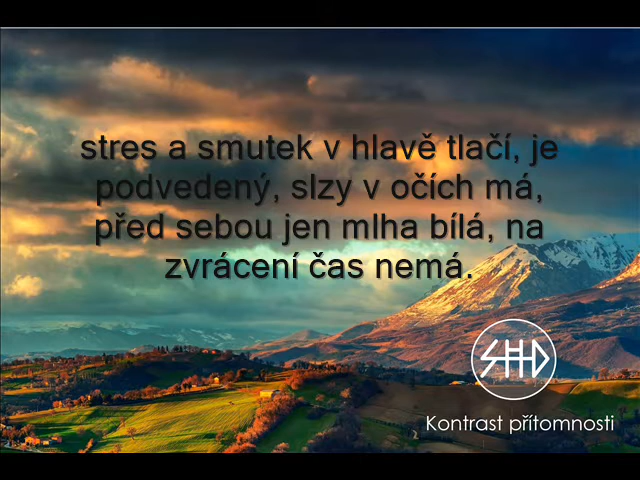 stres a smutek v hlavě tlačí, je
podvedený, slzy v očích má,
před sebou jen mlha bílá, na
zvrácení čas nemá.
SHD
Kontrast přítomnosti